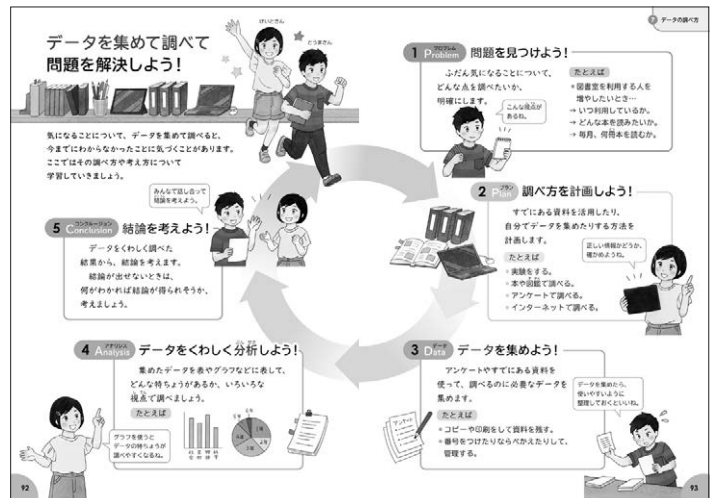 7 データの調べ方
データを集めて調べて
問題を解決しよう！
けいとさん
とうまさん
気になることについて、データを集めて調べると、
今までにわからなかったことに気づくことがあります。
ここではその調べ方や考え方について
学習していきましょう。
1 Problem プロブレム 問題を見つけよう！
ふだん気になることについて、
どんな点を調べたいか、
明確にします。
こんな視点が
あるね。
たとえば
●図書室を利用する人を
増やしたいとき…
→ いつ利用しているか。
→ どんな本を読みたいか。
→ 毎月、何冊本を読むか。
2 Plan プラン 調べ方を計画しよう！
すでにある資料を活用したり、
自分でデータを集めたりする方法を
計画します。
たとえば
●実験をする。
●本や図鑑で調べる。
●アンケートで調べる。
●インターネットで調べる。
正しい情報かどうか、
確かめようね。
3 Data データ データを集めよう！
アンケートやすでにある資料を
使って、調べるのに必要なデータを
集めます。
たとえば
●コピーや印刷をして資料を残す。
●番号をつけたりならべかえたりして、
管理する。
アンケート
データを集めたら、
使いやすいように
整理しておくといいね。
4 Analysis アナリシス データをくわしく分析しよう！
集めたデータを表やグラフなどに表して、
どんな特ちょうがあるか、いろいろな
視点で調べましょう。
たとえば
グラフを使うと
データの特ちょうが
調べやすくなるね。
5 Conclusion コンクルージョン 結論を考えよう！
データをくわしく調べた
結果から、結論を考えます。
結論が出せないときは、
何がわかれば結論が得られそうか、
考えましょう。
みんなで話し合って
結論を考えよう。
92
93